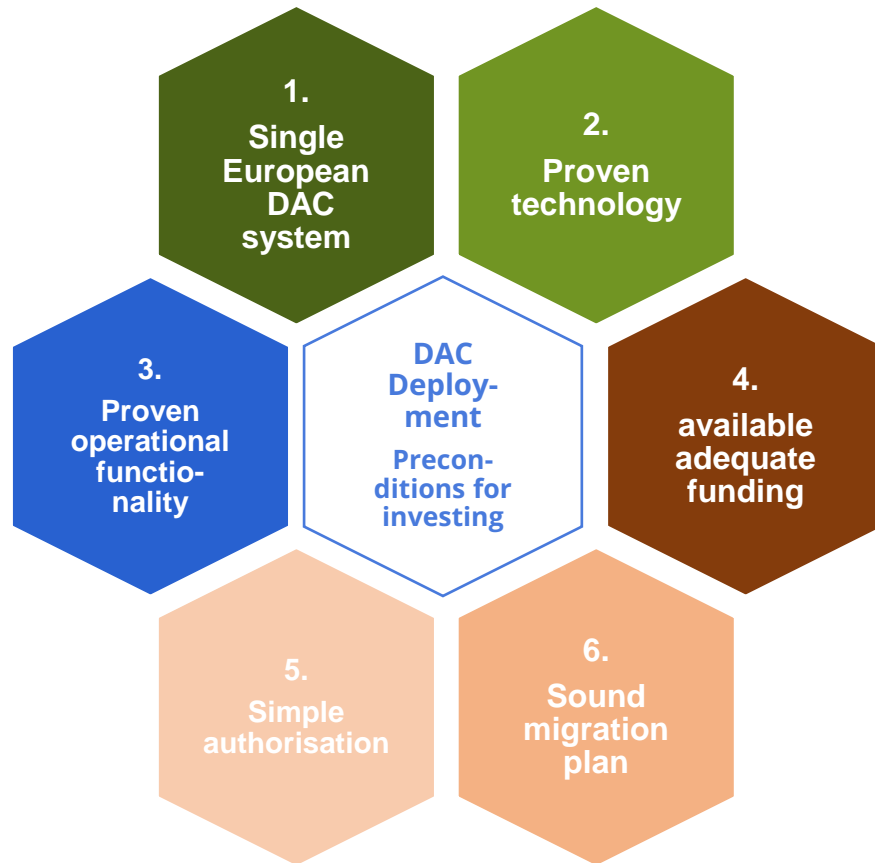 1.
Single
European
DAC
system
2.
Proven
technology
3.
Proven
operational
functio-
nality
DAC
Deploy-
ment
Precon-
ditions for
investing
4.
available
adequate
funding
5.
Simple
authorisation
6.
Sound
migration
plan